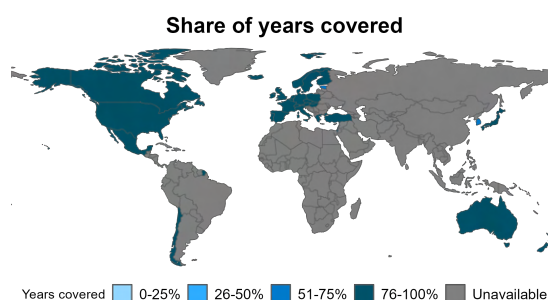 Share of years covered
Years covered 0-25% 26-50% 51-75% 76-100% Unavailable